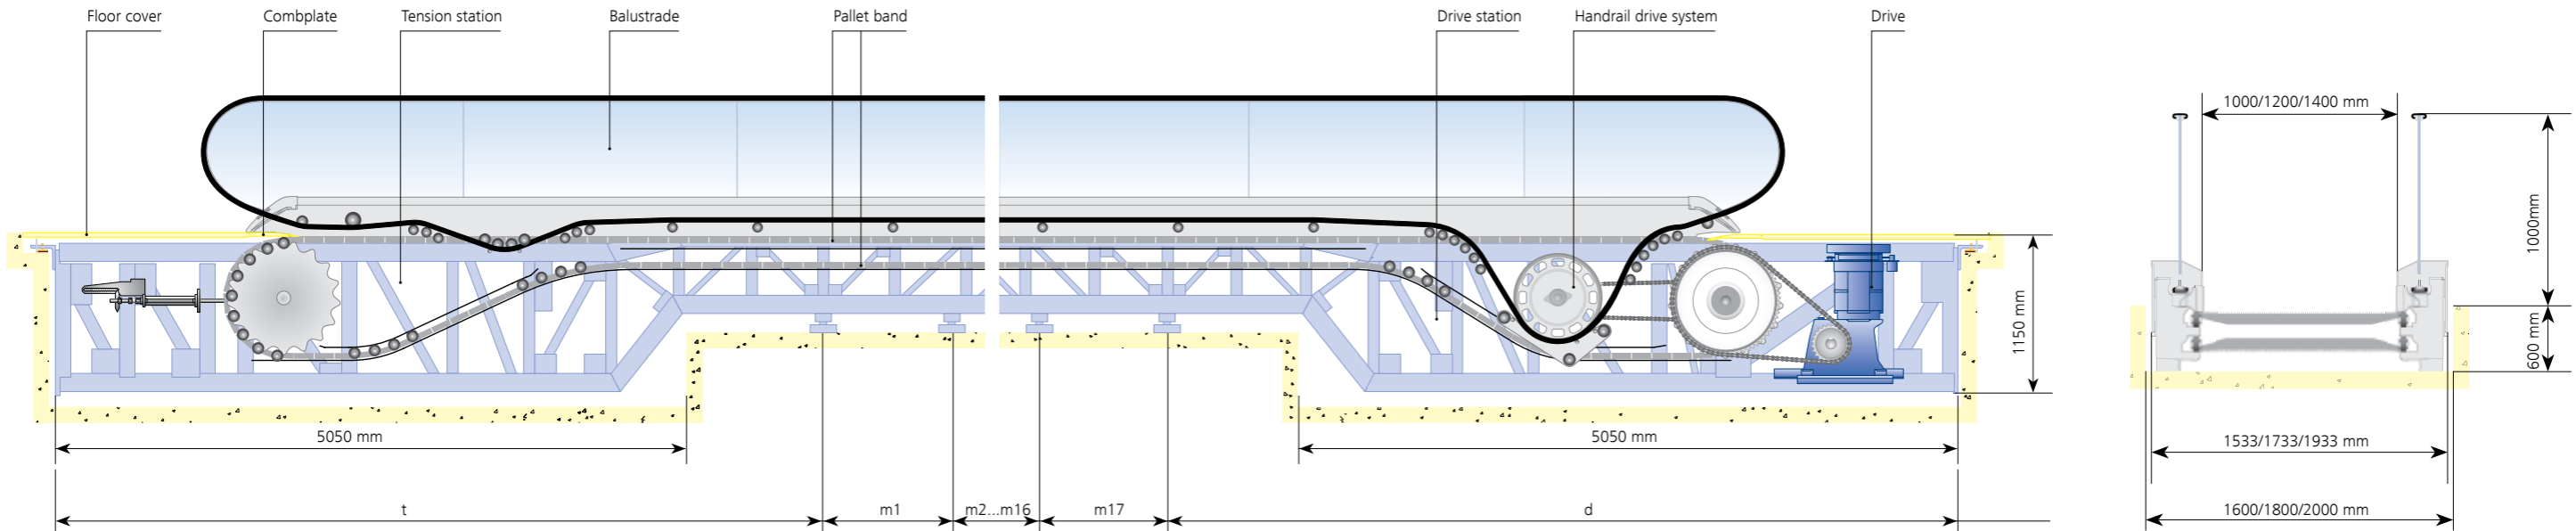 Floor cover
Combplate
Tension station
Balustrade
Pallet band
Drive station
Handrail drive system
Drive
1000/1200/1400 mm
1000mm
1150 mm
600 mm
5050 mm
5050 mm
1533/1733/1933 mm
t
m1
m2...m16
m17
d
1600/1800/2000 mm